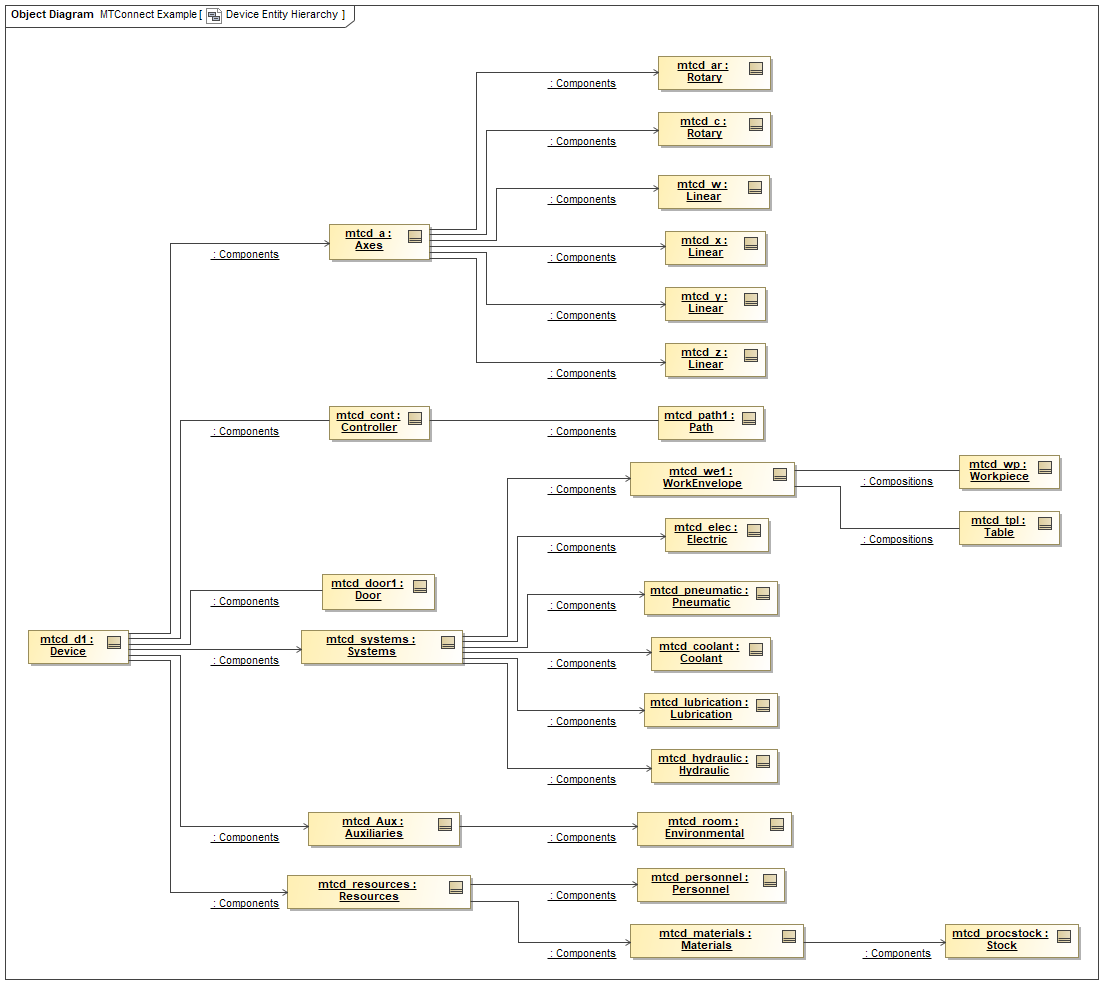 Object Diagram MTConnect Example [ Device Entity Hierarchy ]
mtcd_ar :
Rotary
: Components
mtcd_c :
Rotary
: Components
mtcd_w :
Linear
: Components
mtcd_a :
Axes
: Components
mtcd_x :
Linear
: Components
mtcd_y :
Linear
: Components
mtcd_z :
Linear
: Components
mtcd_cont :
Controller
: Components
mtcd_path1 :
Path
: Components
mtcd_we1 :
WorkEnvelope
: Components
mtcd_wp :
Workpiece
: Compositions
mtcd_tpl :
Table
: Compositions
mtcd_elec :
Electric
: Components
mtcd_door1 :
Door
: Components
mtcd_pneumatic :
Pneumatic
: Components
mtcd_d1 :
Device
mtcd_systems :
Systems
: Components
mtcd_coolant :
Coolant
: Components
mtcd_lubrication :
Lubrication
: Components
mtcd_hydraulic :
Hydraulic
: Components
mtcd_Aux :
Auxiliaries
: Components
mtcd_room :
Environmental
: Components
mtcd_resources :
Resources
: Components
mtcd_personnel :
Personnel
: Components
mtcd_materials :
Materials
: Components
mtcd_procstock :
Stock
: Components